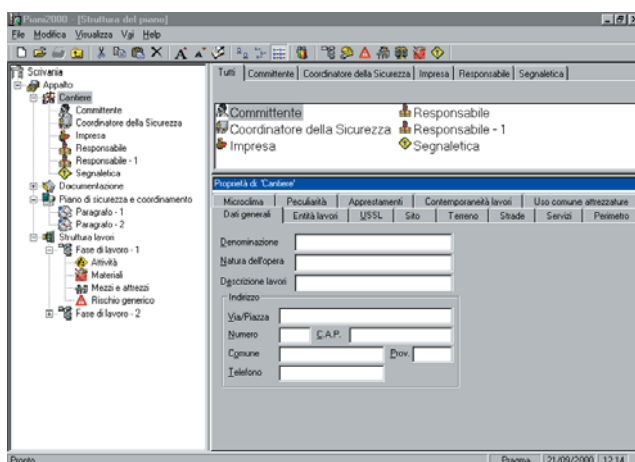 Piani2000 - [Struttura del piano]
File Modifica Visualizza Vai Help
Scrivania
Appalto
Cantiere
Committente
Coordinatore della Sicurezza
Impresa
Responsabile
Responsabile - 1
Segnaletica
Documentazione
Piano di sicurezza e coordinamento
Paragrafo - 1
Paragrafo - 2
Struttura lavori
Fase di lavoro - 1
Attività
Materiali
Mezzi e attrezzi
Rischio generico
Fase di lavoro - 2
Tutti Committente Coordinatore della Sicurezza Impresa Responsabile Segnaletica
Committente Responsabile
Coordinatore della Sicurezza Responsabile - 1
Impresa Segnaletica
Proprietà di: 'Cantiere'
Microclima Peculiarità Apprestamenti Contemporaneità lavori Uso comune attrezzature
Dati generali Entità lavori USSL Sito Terreno Strade Servizi Perimetro
Denominazione
Natura dell'opera
Descrizione lavori
Indirizzo
Via/Piazza
Numero C.A.P.
Comune Prov.
Telefono
Pronto Pragma 21/09/2000 12:14